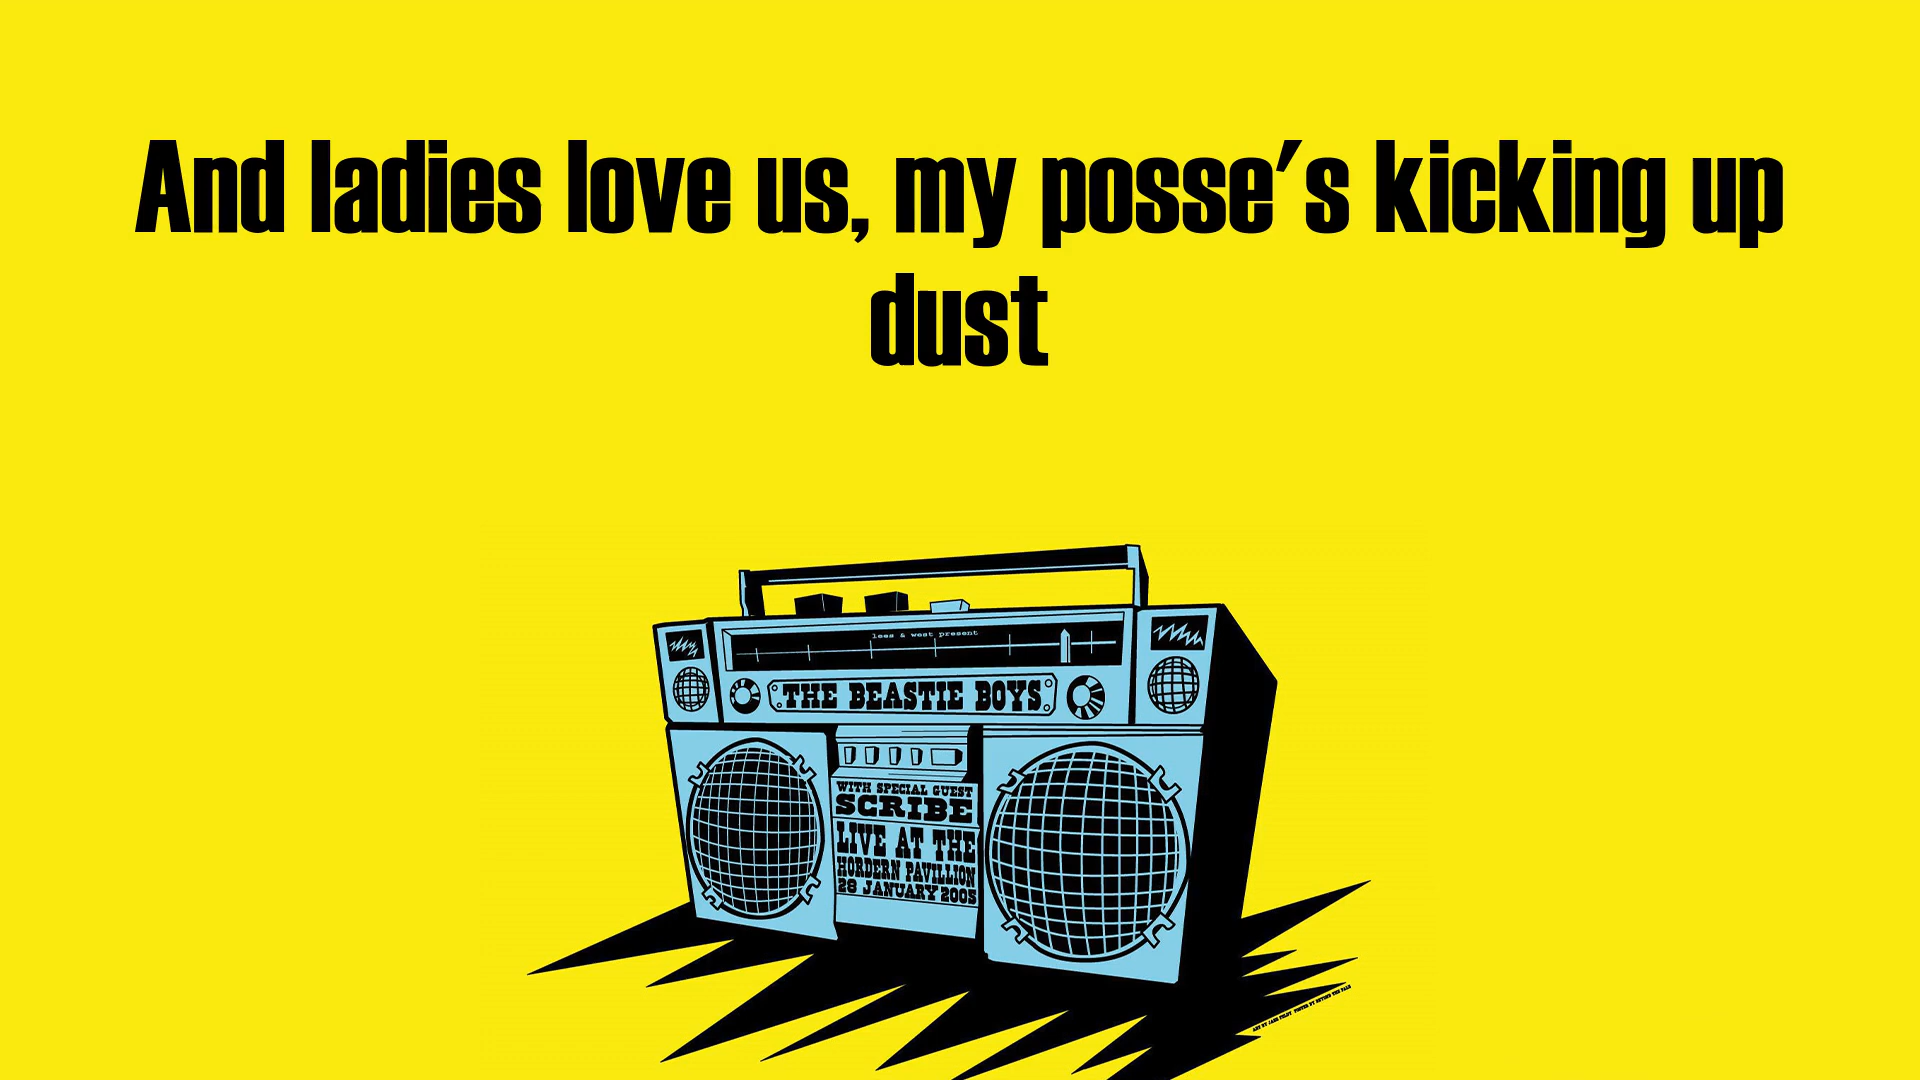 And ladies love us, my posse's kicking up
dust
lees & west present
THE BEASTIE BOYS
WITH SPECIAL GUEST
SCRIBE
LIVE AT THE
HORDERN PAVILLION
28 JANUARY 2005